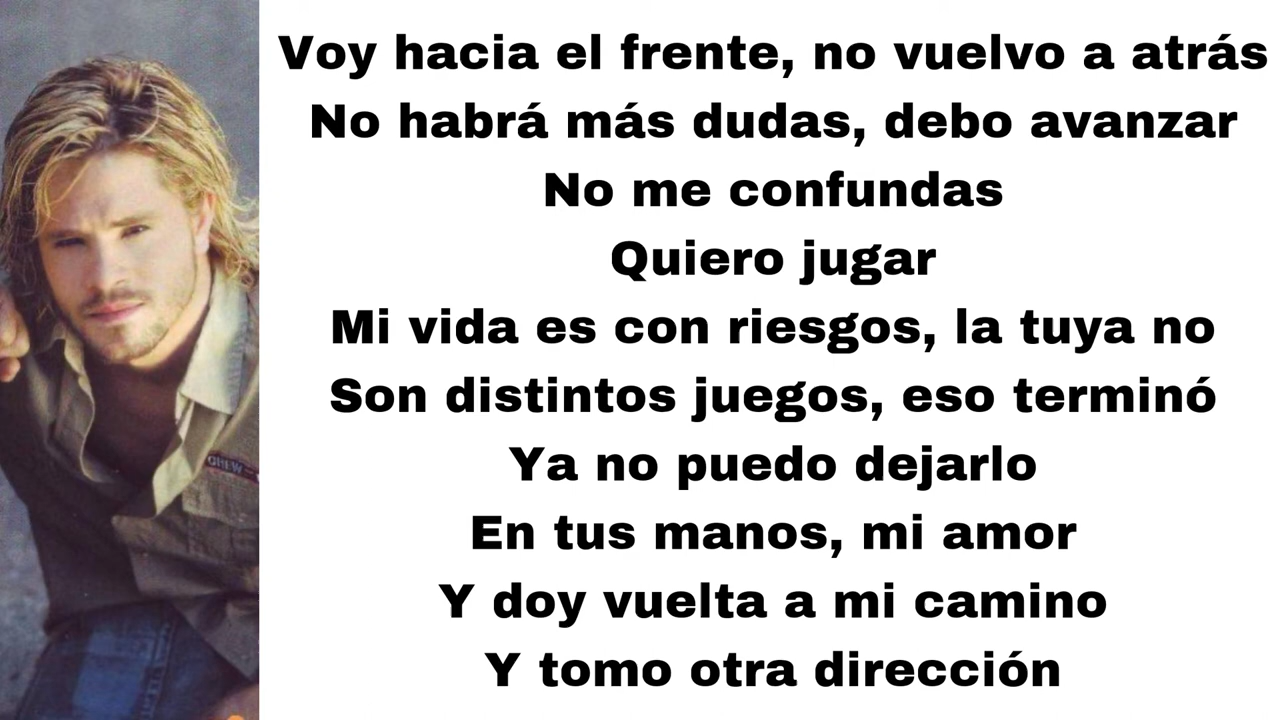 Voy hacia el frente, no vuelvo a atrás
No habrá más dudas, debo avanzar
No me confundas
Quiero jugar
Mi vida es con riesgos, la tuya no
Son distintos juegos, eso terminó
Ya no puedo dejarlo
En tus manos, mi amor
Y doy vuelta a mi camino
Y tomo otra dirección